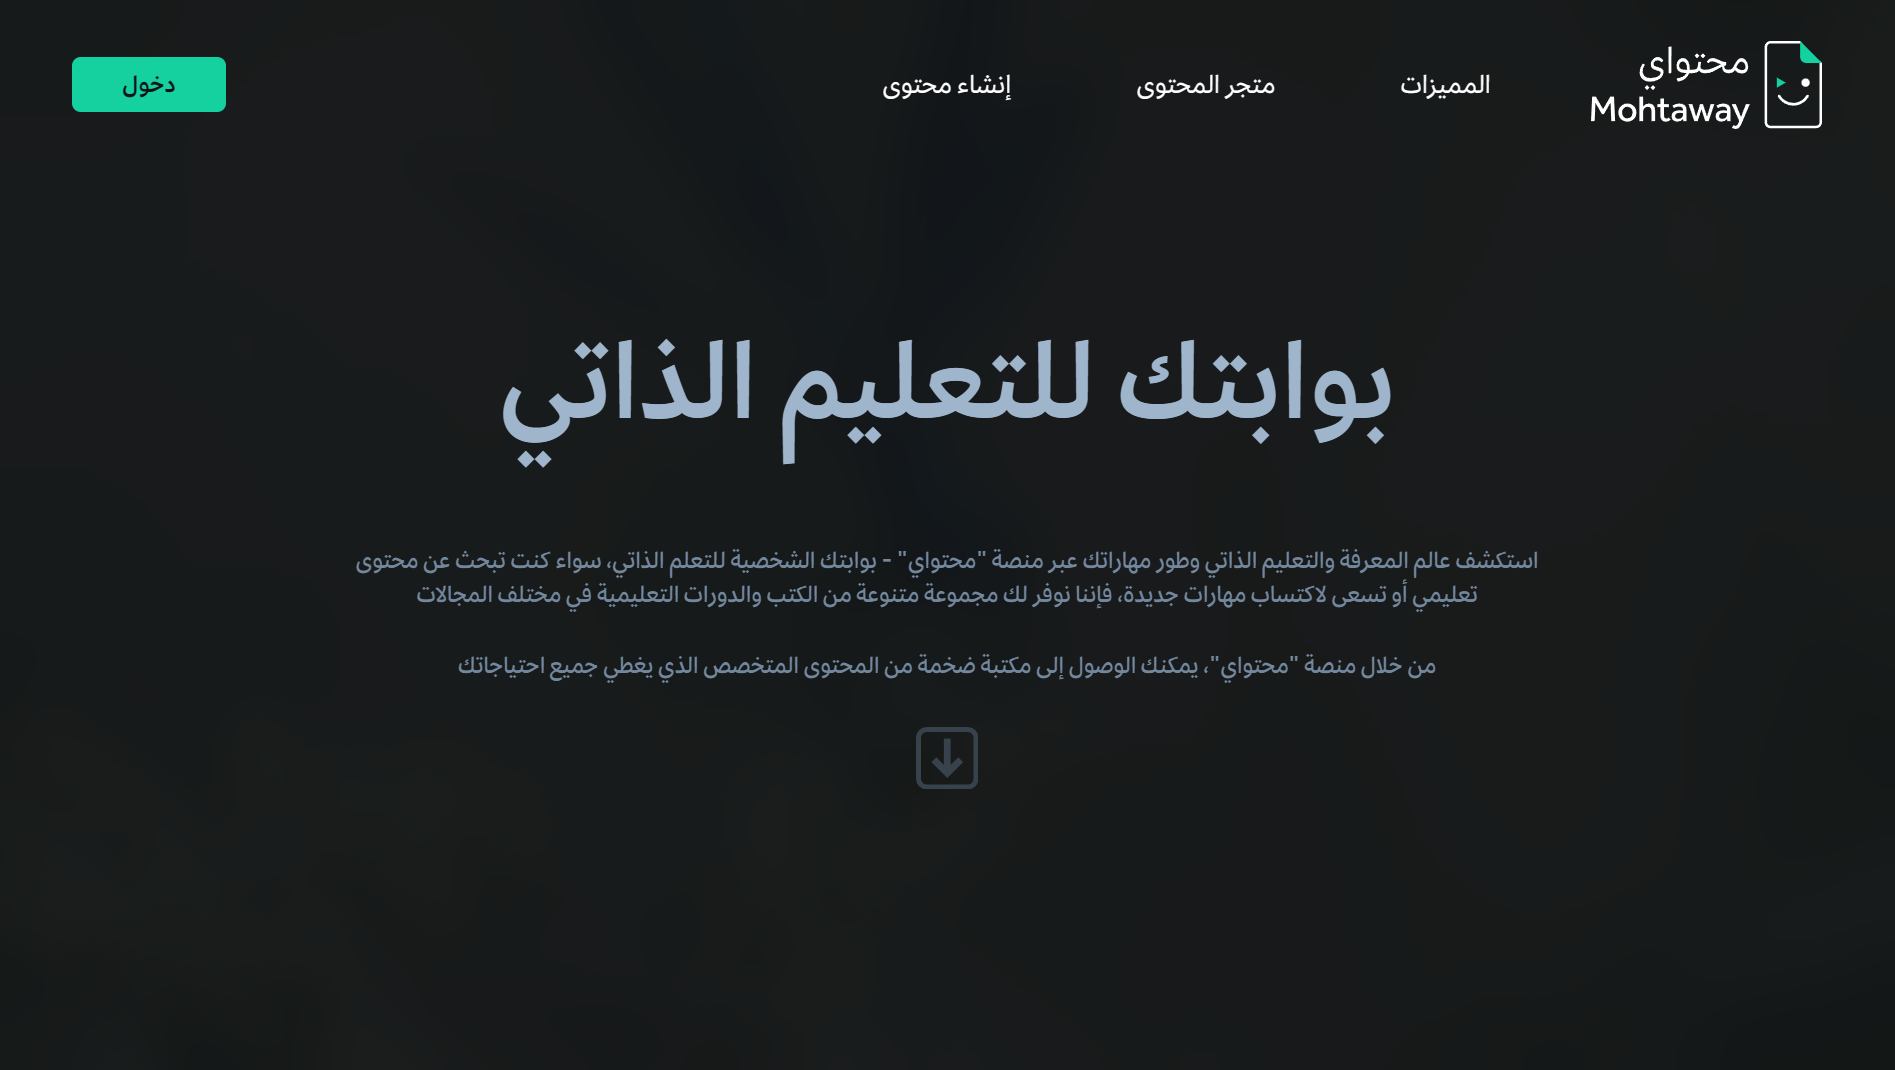 محتواي
Mohtaway
المميزات
متجر المحتوى
إنشاء محتوى
دخول
بوابتك للتعليم الذاتي
استكشف عالم المعرفة والتعليم الذاتي وطور مهاراتك عبر منصة "محتواي" - بوابتك الشخصية للتعلم الذاتي، سواء كنت تبحث عن محتوى
تعليمي أو تسعى لاكتساب مهارات جديدة، فإننا نوفر لك مجموعة متنوعة من الكتب والدورات التعليمية في مختلف المجالات
من خلال منصة "محتواي"، يمكنك الوصول إلى مكتبة ضخمة من المحتوى المتخصص الذي يغطي جميع احتياجاتك